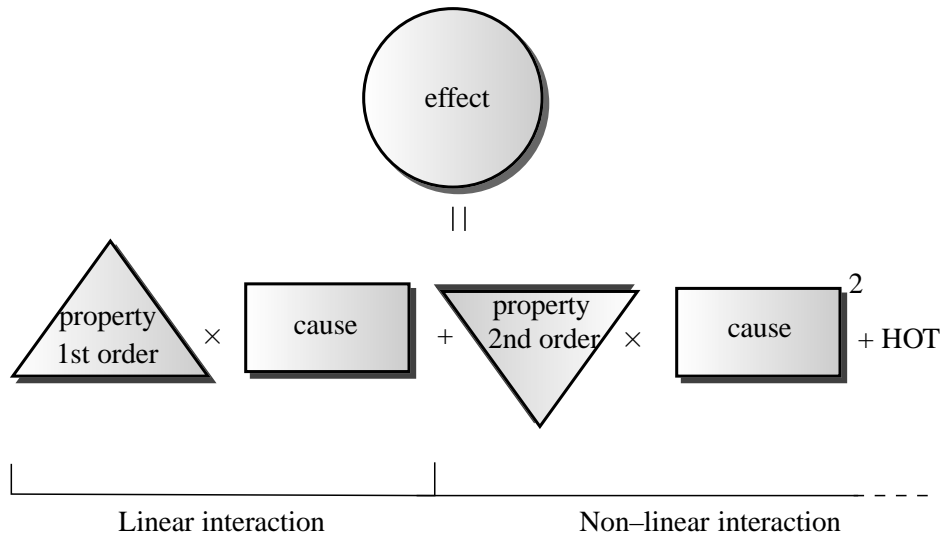 effect
||
property
1st order
×
cause
+
property
2nd order
×
cause
2
+ HOT
Linear interaction
Non–linear interaction